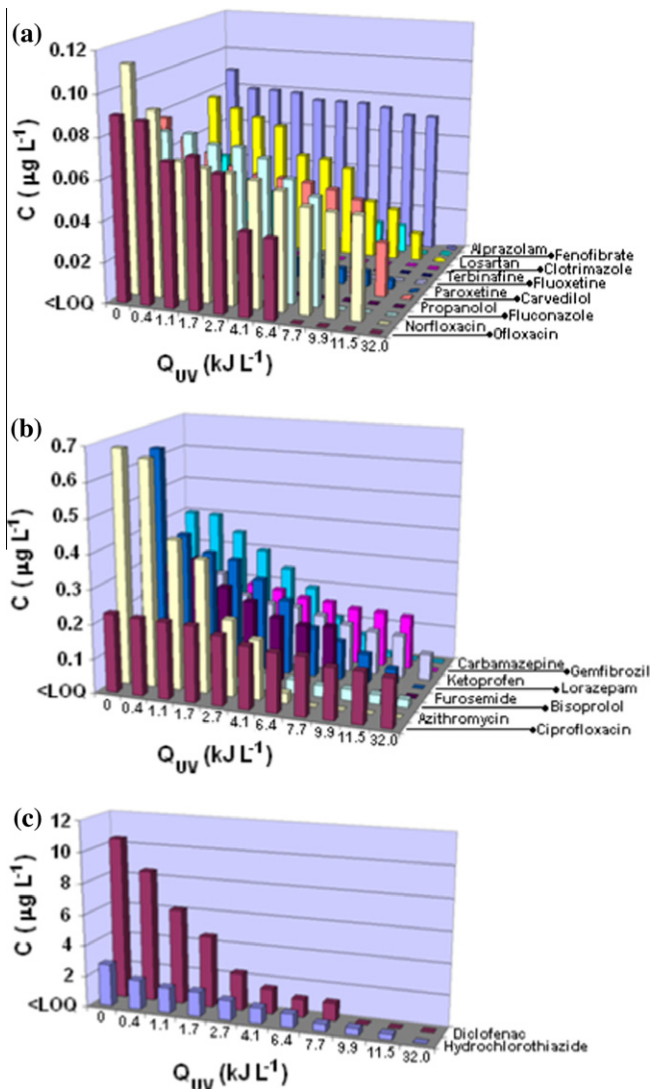 (a)
C ( µg L-1)
0.12
0.10
0.08
0.06
0.04
0.02
<LOQ
0 0.4 1.1 1.7 2.7 4.1 6.4 7.7 9.9 11.5 32.0
QUV (kJ L-1)
Alprazolam
Fenofibrate
Losartan
Clotrimazole
Terbinafine
Fluoxetine
Paroxetine
Carvedilol
Propanolol
Fluconazole
Norfloxacin
Ofloxacin
(b)
C ( µg L-1)
0.7
0.6
0.5
0.4
0.3
0.2
0.1
<LOQ
0 0.4 1.1 1.7 2.7 4.1 6.4 7.7 9.9 11.5 32.0
QUV (kJ L-1)
Carbamazepine
Gemfibrozil
Ketoprofen
Lorazepam
Furosemide
Bisoprolol
Azithromycin
Ciprofloxacin
(c)
C ( µg L-1)
12
10
8
6
4
2
<LOQ
0 0.4 1.1 1.7 2.7 4.1 6.4 7.7 9.9 11.5 32.0
QUV (kJ L-1)
Diclofenac
Hydrochlorothiazide